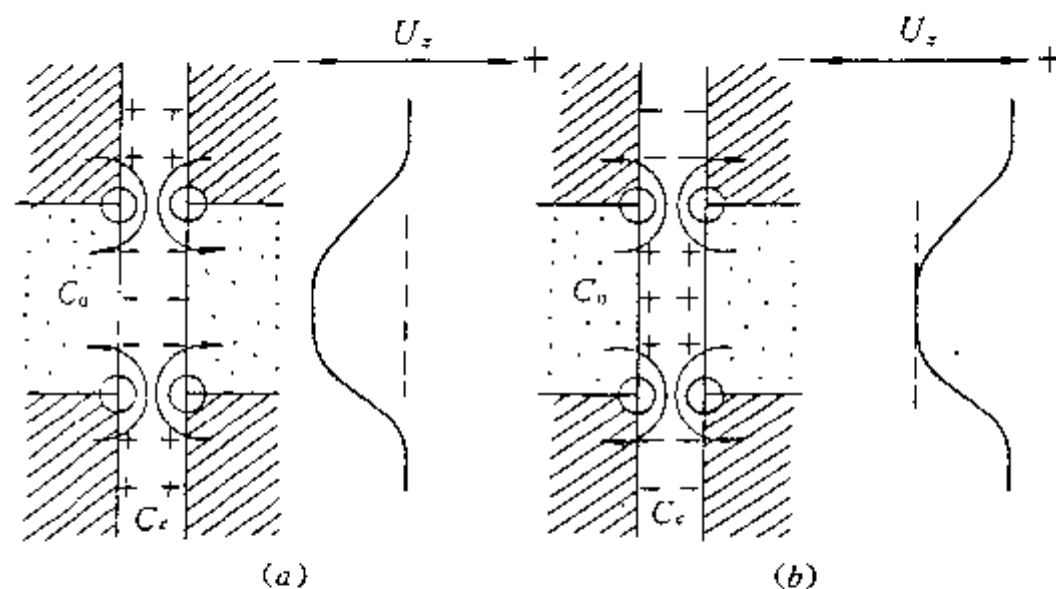 − U_z + − U_z +
+ + − −
+ + − −
− − + +
C_0 − − C_0 + +
− − + +
+ + − −
+ + − −
C_c C_c
(a) (b)